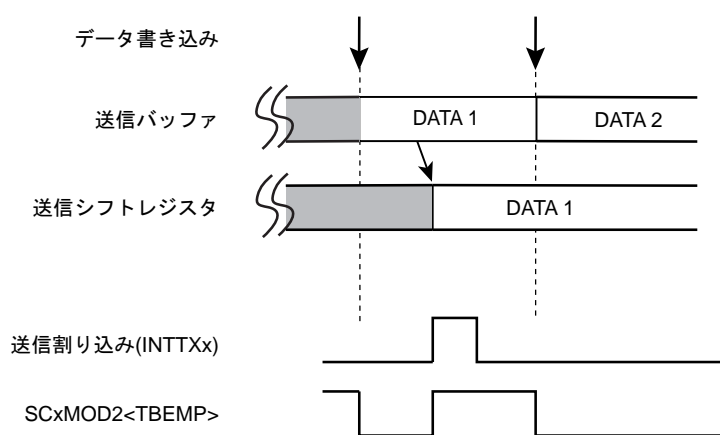 データ書き込み
送信バッファ
DATA 1
DATA 2
送信シフトレジスタ
DATA 1
送信割り込み(INTTXx)
SCxMOD2<TBEMP>